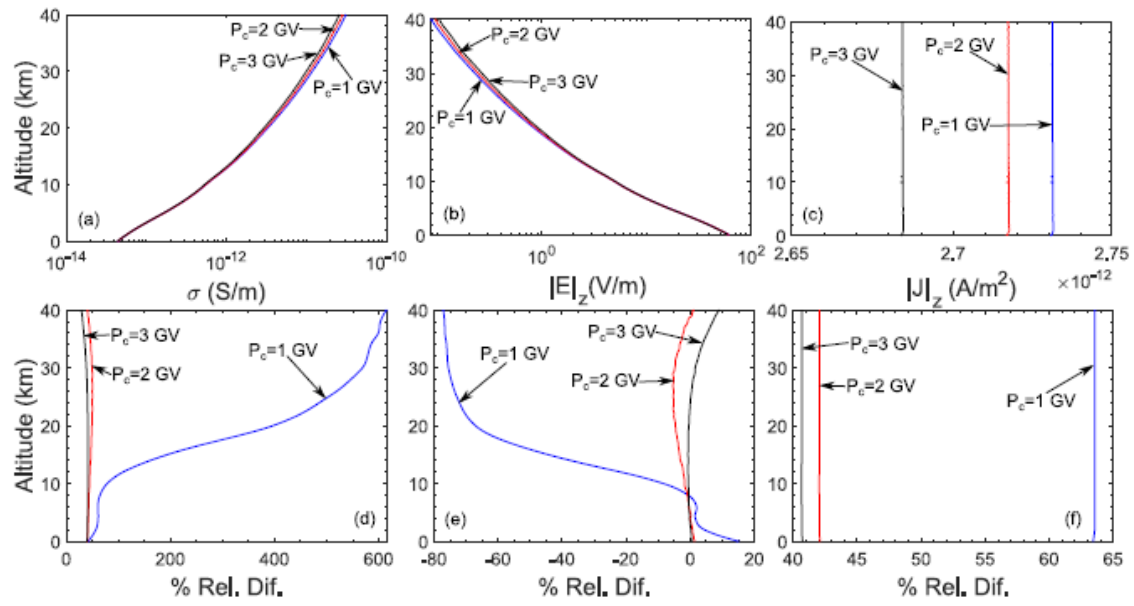 40
30
20
10
0
Altitude (km)
P_c=2 GV
P_c=3 GV
P_c=1 GV
(a)
10^-14
10^-12
10^-10
σ (S/m)
40
30
20
10
0
P_c=2 GV
P_c=3 GV
P_c=1 GV
(b)
10^0
10^2
|E|_z(V/m)
40
30
20
10
0
P_c=3 GV
P_c=2 GV
P_c=1 GV
(c)
2.65
2.7
2.75
|J|_z (A/m^2)
×10^-12
40
30
20
10
0
Altitude (km)
P_c=3 GV
P_c=2 GV
P_c=1 GV
(d)
0
200
400
600
% Rel. Dif.
40
30
20
10
0
P_c=1 GV
P_c=3 GV
P_c=2 GV
(e)
-80
-60
-40
-20
0
20
% Rel. Dif.
40
30
20
10
0
P_c=3 GV
P_c=2 GV
P_c=1 GV
(f)
40
45
50
55
60
65
% Rel. Dif.